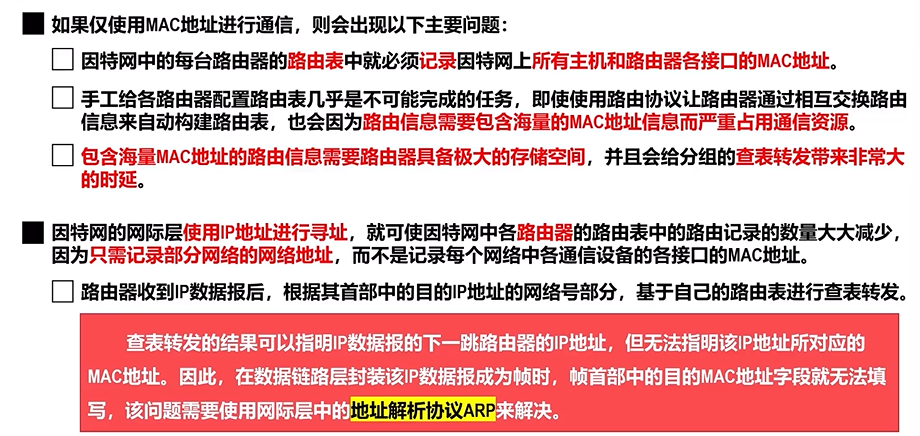 如果仅使用MAC地址进行通信，则会出现以下主要问题：
因特网中的每台路由器的路由表中就必须记录因特网上所有主机和路由器各接口的MAC地址。
手工给各路由器配置路由表几乎是不可能完成的任务，即使使用路由协议让路由器通过相互交换路由
信息来自动构建路由表，也会因为路由信息需要包含海量的MAC地址信息而严重占用通信资源。
包含海量MAC地址的路由信息需要路由器具备极大的存储空间，并且会给分组的查表转发带来非常大
的时延。
因特网的网际层使用IP地址进行寻址，就可使因特网中各路由器的路由表中的路由记录的数量大大减少，
因为只需记录部分网络的网络地址，而不是记录每个网络中各通信设备的各接口的MAC地址。
路由器收到IP数据报后，根据其首部中的目的IP地址的网络号部分，基于自己的路由表进行查表转发。
查表转发的结果可以指明IP数据报的下一跳路由器的IP地址，但无法指明该IP地址所对应的
MAC地址。因此，在数据链路层封装该IP数据报成为帧时，帧首部中的目的MAC地址字段就无法填
写，该问题需要使用网际层中的地址解析协议ARP来解决。